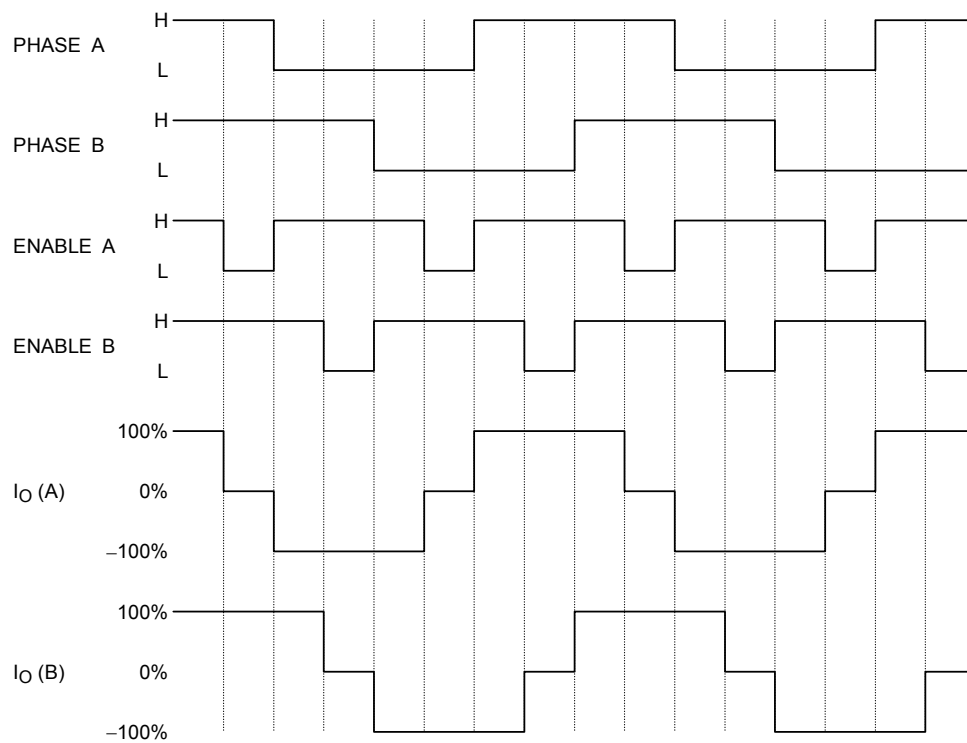 H
PHASE A
L
H
PHASE B
L
H
ENABLE A
L
H
ENABLE B
L
100%
IO (A)
0%
−100%
100%
IO (B)
0%
−100%